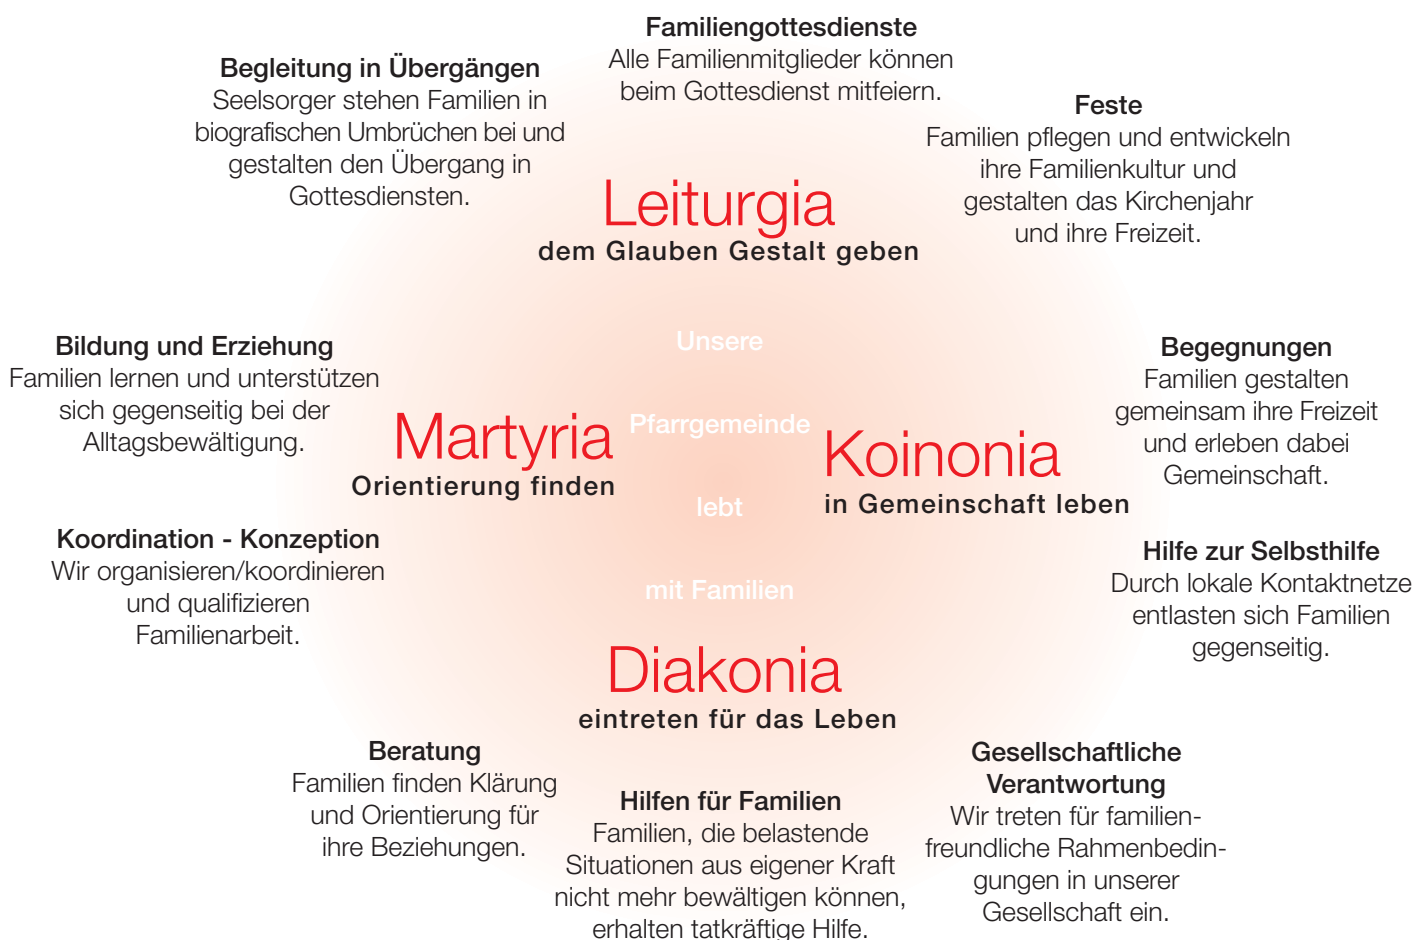 Familiengottesdienste
Alle Familienmitglieder können
beim Gottesdienst mitfeiern.
Begleitung in Übergängen
Seelsorger stehen Familien in
biografischen Umbrüchen bei und
gestalten den Übergang in
Gottesdiensten.
Feste
Familien pflegen und entwickeln
ihre Familienkultur und
gestalten das Kirchenjahr
und ihre Freizeit.
Leiturgia
dem Glauben Gestalt geben
Bildung und Erziehung
Familien lernen und unterstützen
sich gegenseitig bei der
Alltagsbewältigung.
Martyria
Orientierung finden
Unsere
Pfarrgemeinde
lebt
mit Familien
Koinonia
in Gemeinschaft leben
Begegnungen
Familien gestalten
gemeinsam ihre Freizeit
und erleben dabei
Gemeinschaft.
Koordination - Konzeption
Wir organisieren/koordinieren
und qualifizieren
Familienarbeit.
Hilfe zur Selbsthilfe
Durch lokale Kontaktnetze
entlasten sich Familien
gegenseitig.
Diakonia
eintreten für das Leben
Beratung
Familien finden Klärung
und Orientierung für
ihre Beziehungen.
Hilfen für Familien
Familien, die belastende
Situationen aus eigener Kraft
nicht mehr bewältigen können,
erhalten tatkräftige Hilfe.
Gesellschaftliche
Verantwortung
Wir treten für familien-
freundliche Rahmenbedin-
gungen in unserer
Gesellschaft ein.